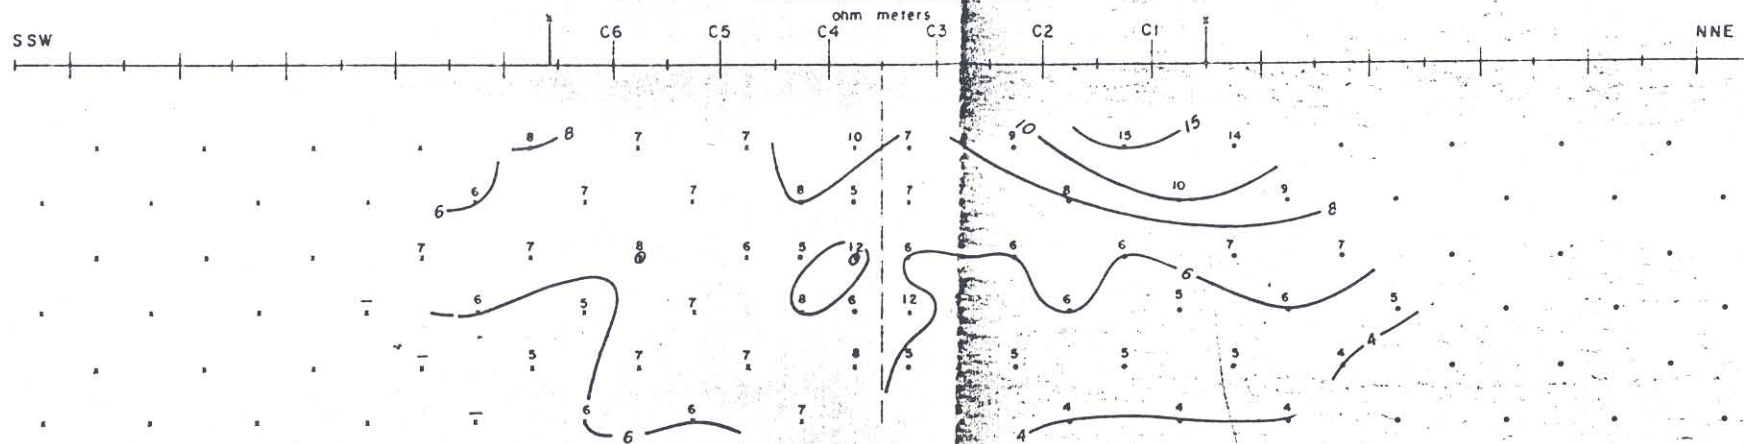 ohm meters
SSW C6 C5 C4 C3 C2 C1 NNE
8 8 7 7 10 7 9 10 15 15 14
6 6 7 7 8 5 7 8 10 9 8
7 7 8 6 5 12 6 6 6 6 7 7
— 6 5 7 8 6 12 6 5 6 5
— 5 7 7 8 5 5 5 5 4 4
— 6 6 6 7 4 4 4 4